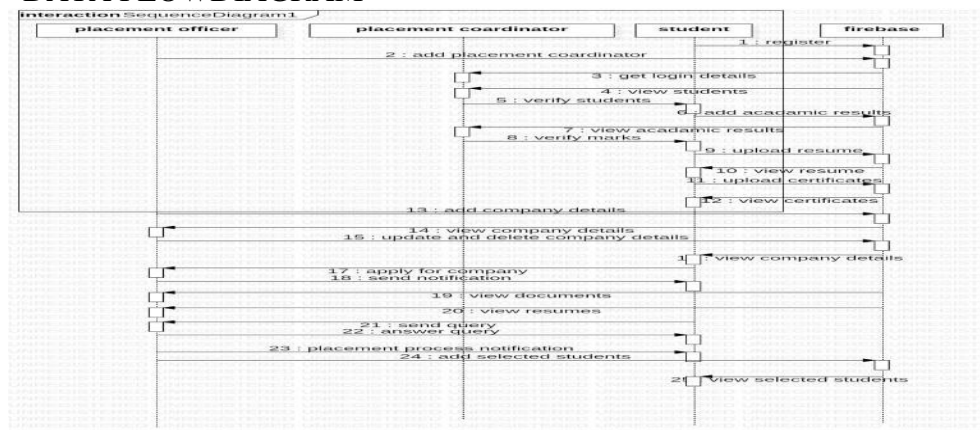 DATA FLOW DIAGRAM
interaction SequenceDiagram1
placement officer placement coardinator student firebase
1 : register
2 : add placement coordinator
3 : get login details
4 : view students
5 : verify students
6 : add acadamic results
7 : view acadamic results
8 : verify marks
9 : upload resume
10 : view resume
11 : upload certificates
12 : view certificates
13 : add company details
14 : view company details
15 : update and delete company details
view company details
17 : apply for company
18 : send notification
19 : view documents
20 : view resumes
21 : send query
22 : answer query
23 : placement process notification
24 : add selected students
view selected students